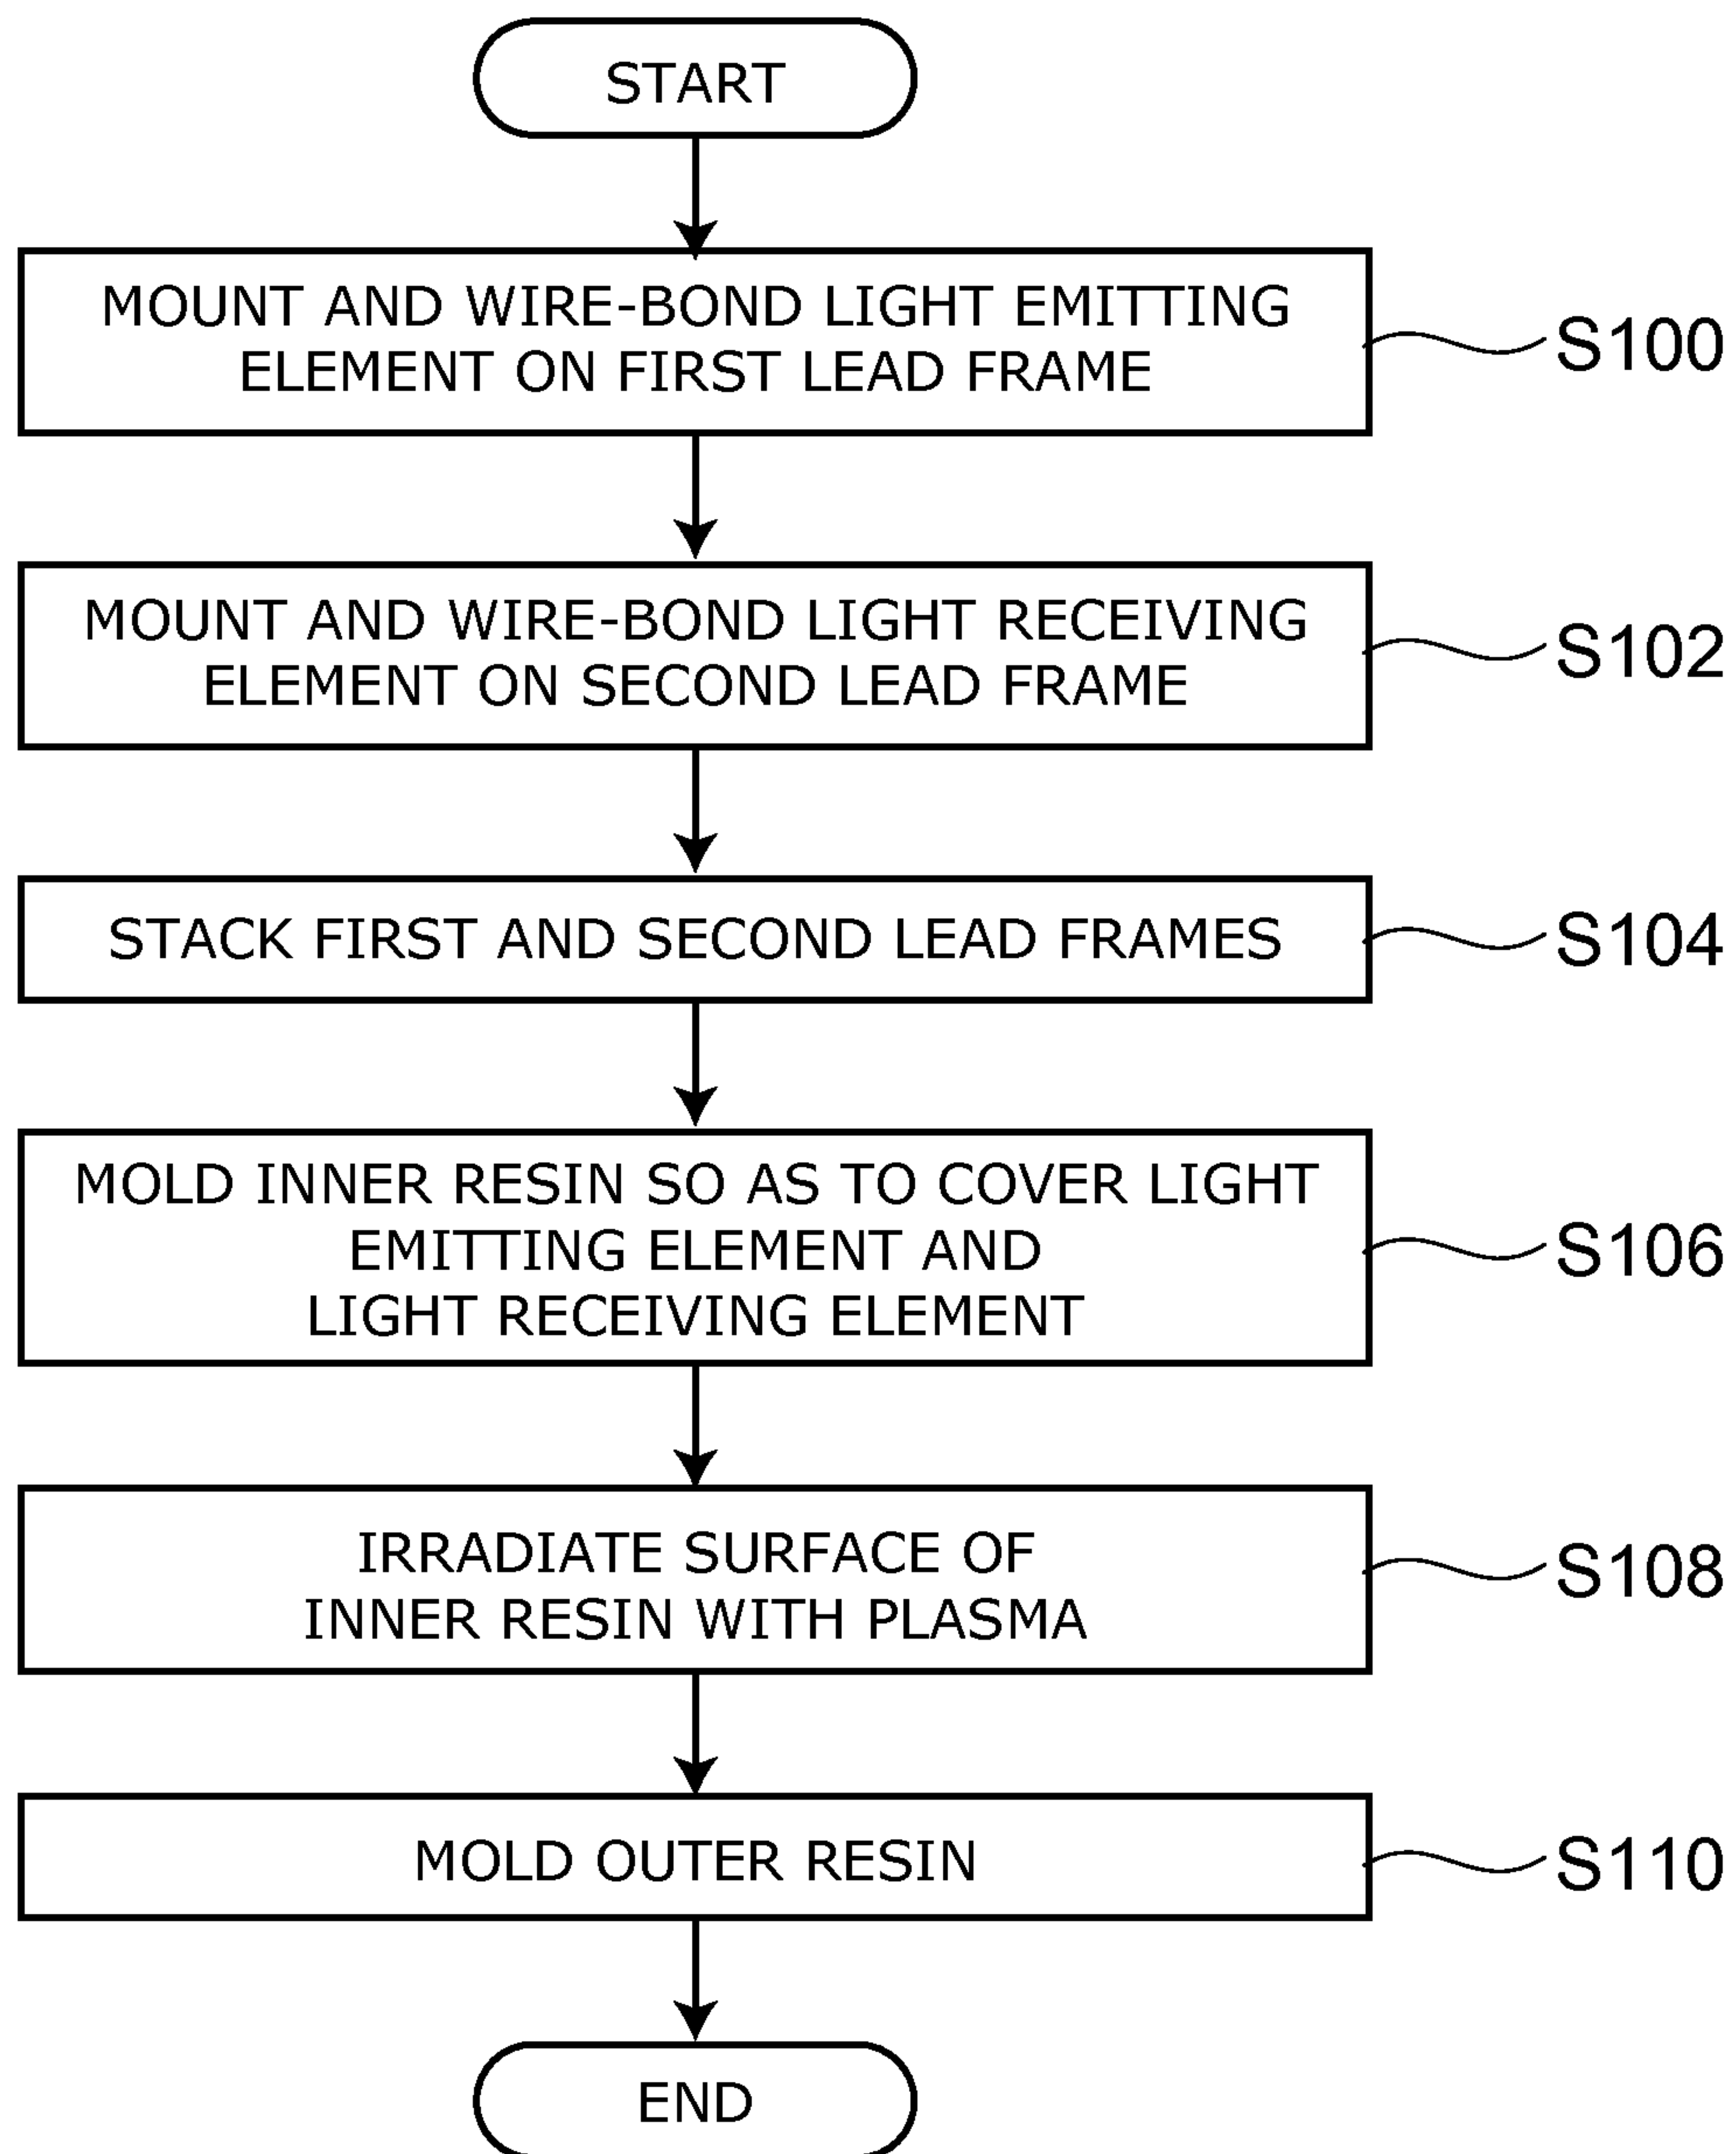 START
MOUNT AND WIRE-BOND LIGHT EMITTING
ELEMENT ON FIRST LEAD FRAME
S100
MOUNT AND WIRE-BOND LIGHT RECEIVING
ELEMENT ON SECOND LEAD FRAME
S102
STACK FIRST AND SECOND LEAD FRAMES
S104
MOLD INNER RESIN SO AS TO COVER LIGHT
EMITTING ELEMENT AND
LIGHT RECEIVING ELEMENT
S106
IRRADIATE SURFACE OF
INNER RESIN WITH PLASMA
S108
MOLD OUTER RESIN
S110
END